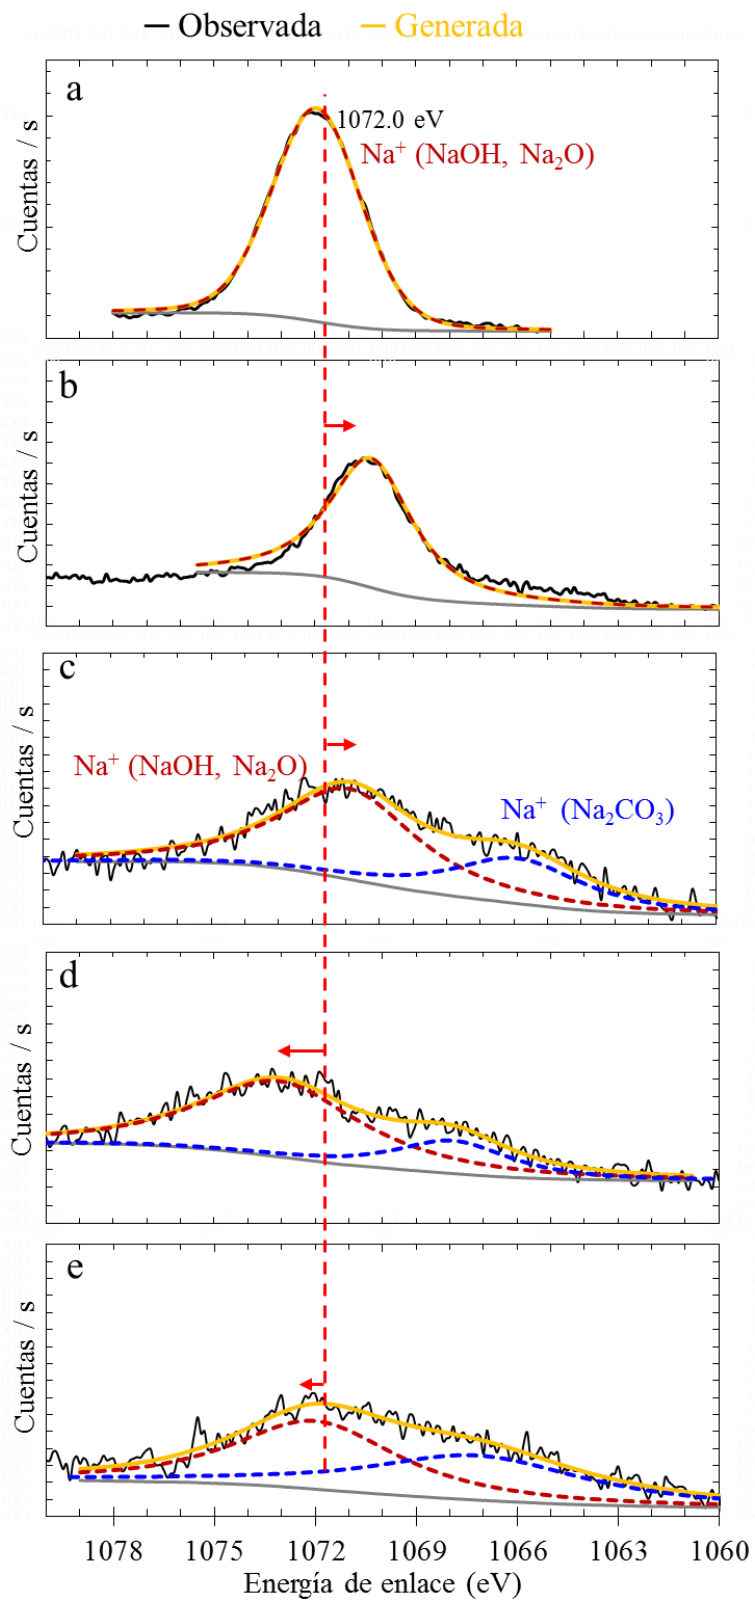 Observada Generada
a
1072.0 eV
Na⁺ (NaOH, Na₂O)
Cuentas / s
b
Cuentas / s
c
Na⁺ (NaOH, Na₂O)
Na⁺ (Na₂CO₃)
Cuentas / s
d
Cuentas / s
e
Cuentas / s
1078 1075 1072 1069 1066 1063 1060
Energía de enlace (eV)